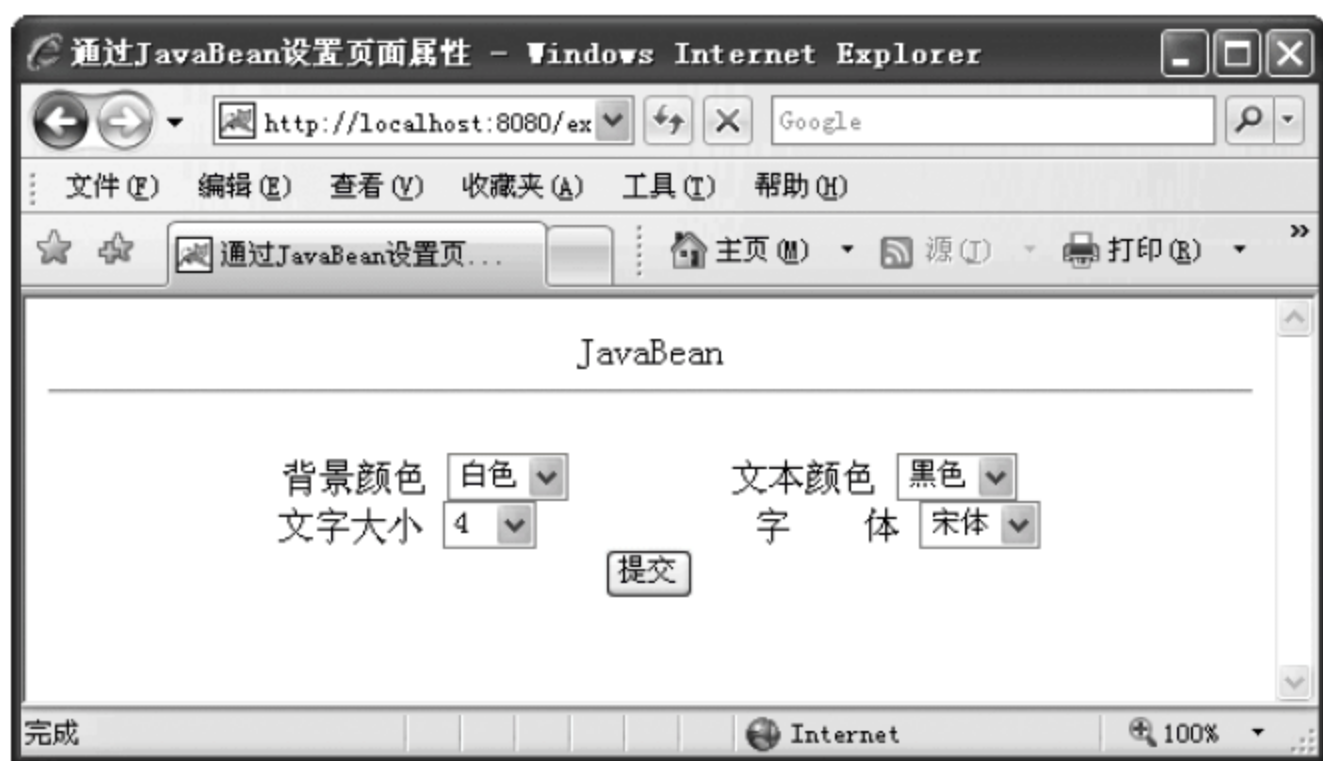 通过JavaBean设置页面属性 - Windows Internet Explorer
http://localhost:8080/ex
Google
文件(F) 编辑(E) 查看(V) 收藏夹(A) 工具(T) 帮助(H)
通过JavaBean设置页... 主页(M) 源(J) 打印(R) »
JavaBean
背景颜色 白色 文本颜色 黑色
文字大小 4 字 体 宋体
提交
完成 Internet 100%